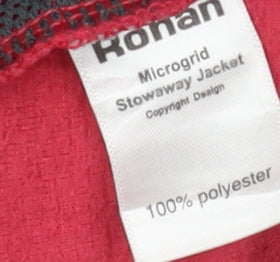 Rohan
Microgrid
Stowaway Jacket
Copyright Design
100% polyester